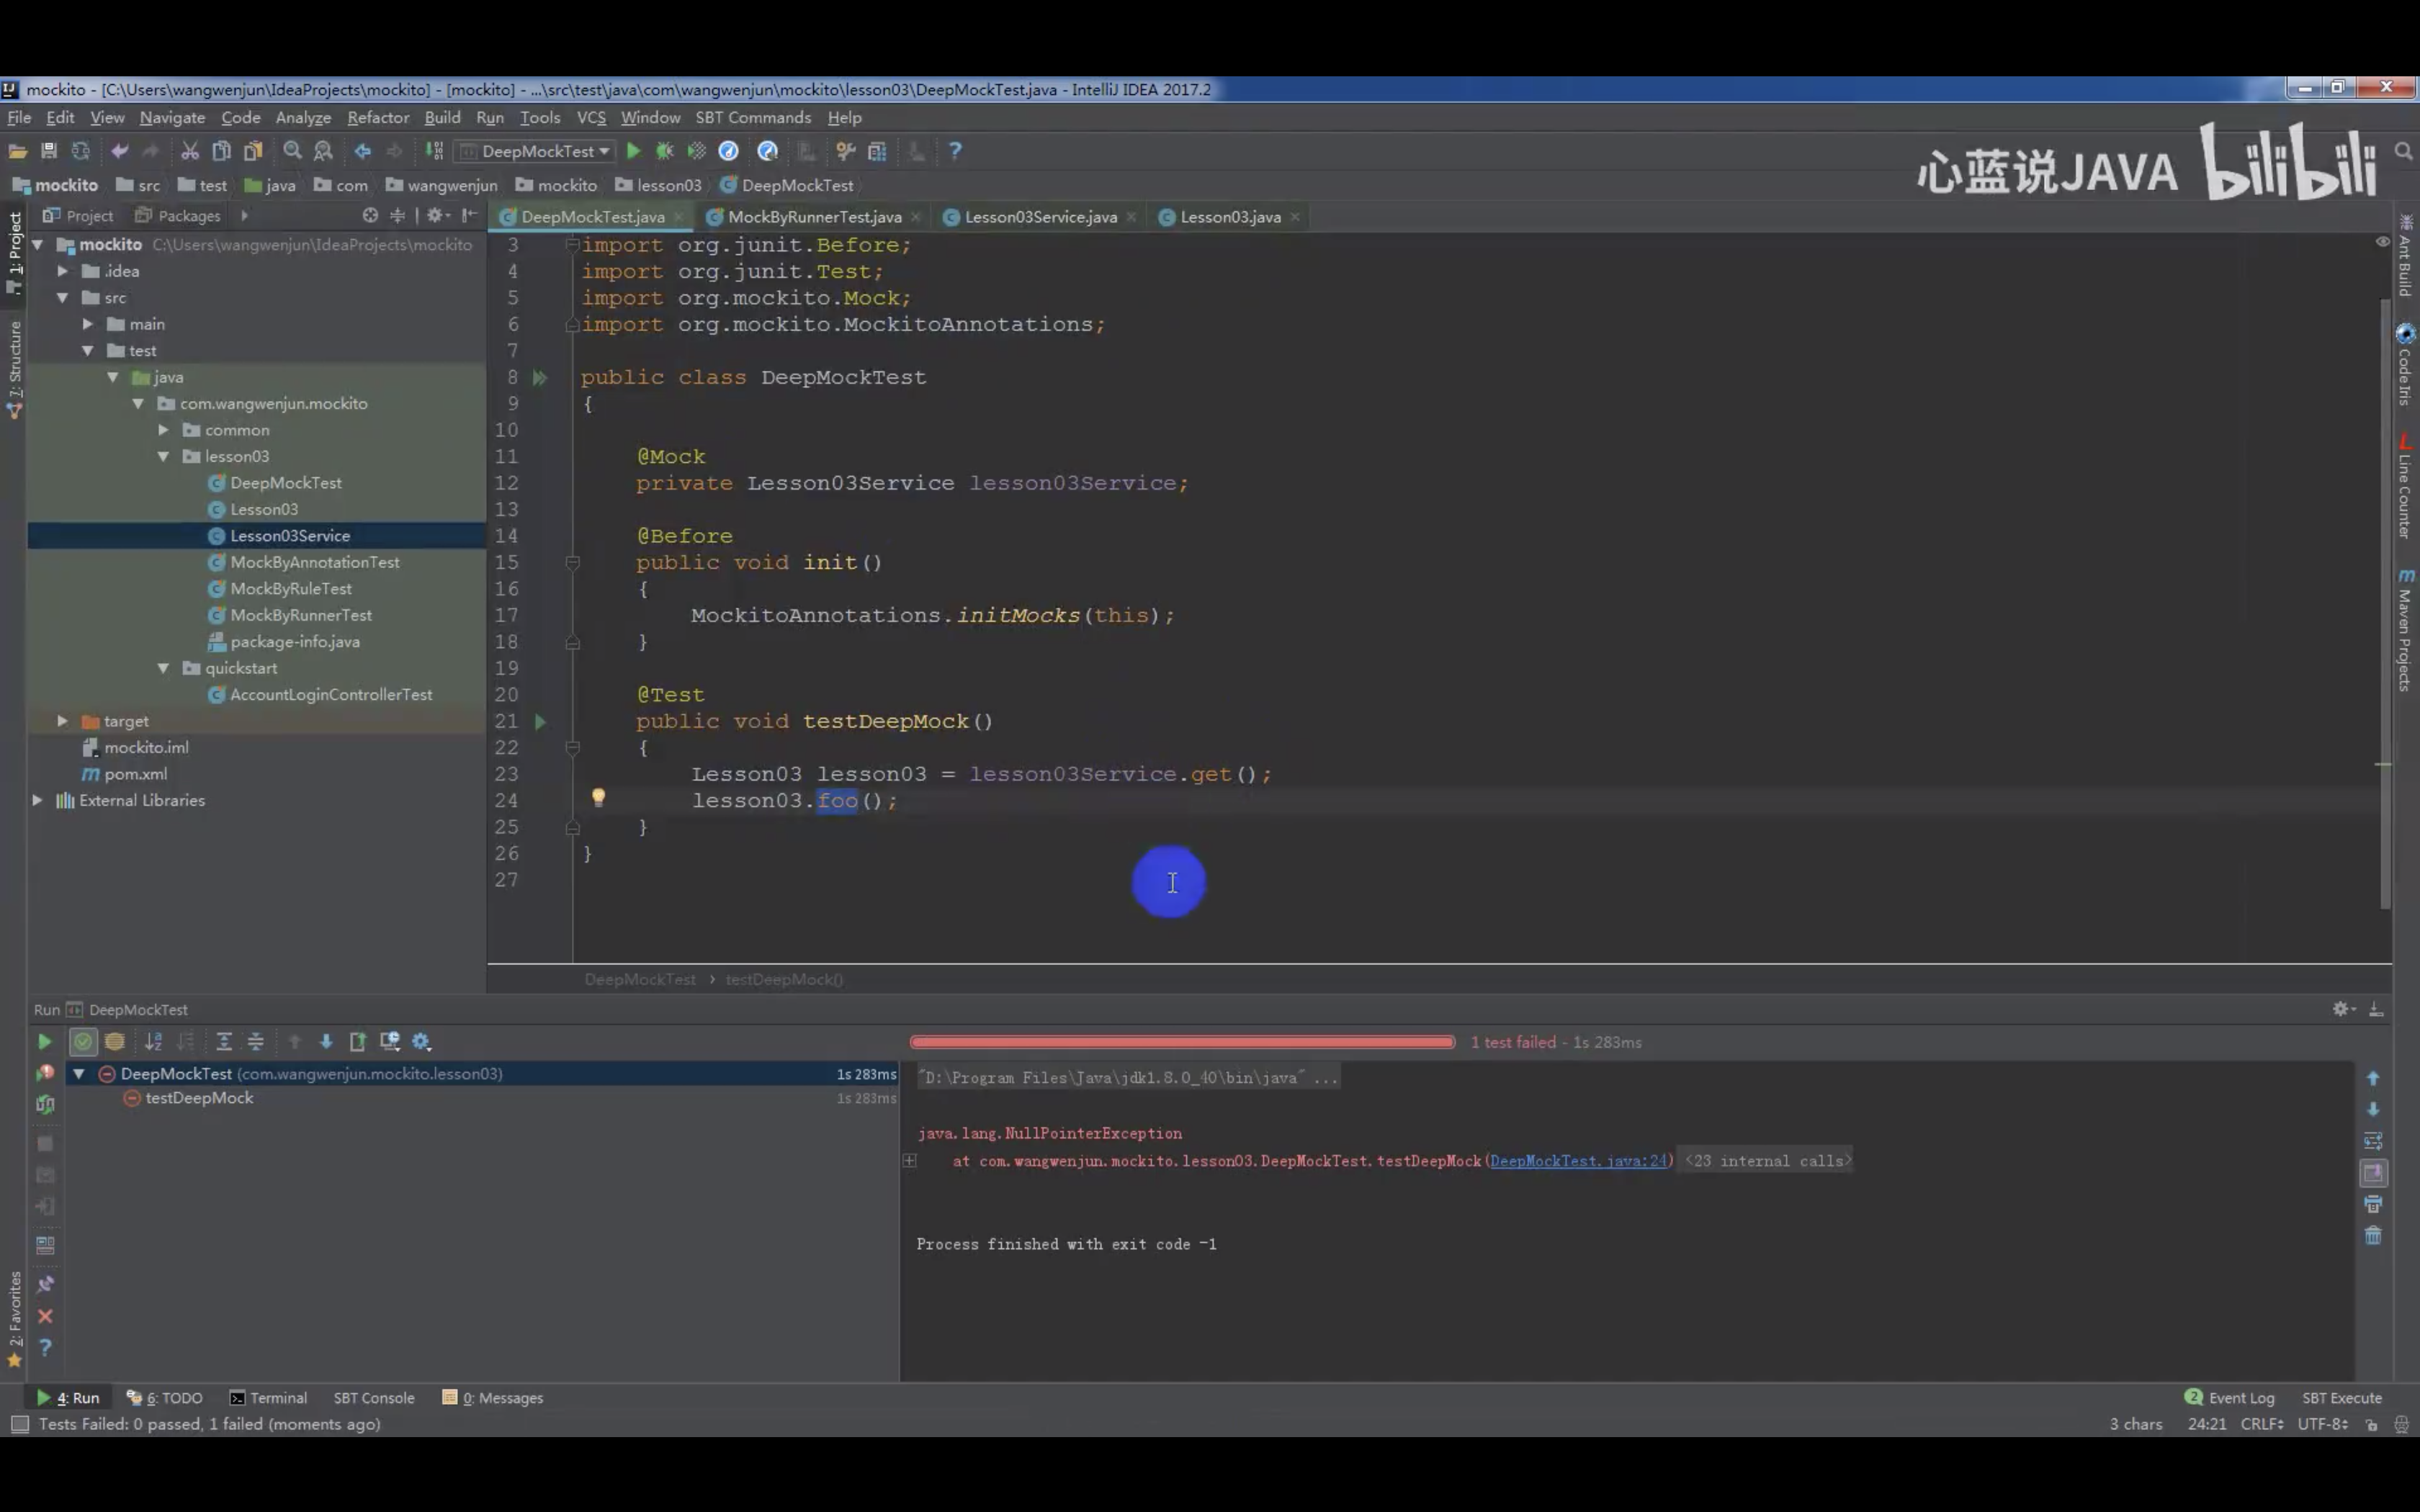 mockito - [C:\Users\wangwenjun\IdeaProjects\mockito] - [mockito] - ...\src\test\java\com\wangwenjun\mockito\lesson03\DeepMockTest.java - IntelliJ IDEA 2017.2
File Edit View Navigate Code Analyze Refactor Build Run Tools VCS Window SBT Commands Help
DeepMockTest
心蓝说JAVA bilibili
mockito src test java com wangwenjun mockito lesson03 DeepMockTest
Project Packages
DeepMockTest.java MockByRunnerTest.java Lesson03Service.java Lesson03.java
1: Project
7: Structure
2: Favorites
Ant Build
Code Iris
Line Counter
Maven Projects
mockito C:\Users\wangwenjun\IdeaProjects\mockito
.idea
src
main
test
java
com.wangwenjun.mockito
common
lesson03
DeepMockTest
Lesson03
Lesson03Service
MockByAnnotationTest
MockByRuleTest
MockByRunnerTest
package-info.java
quickstart
AccountLoginControllerTest
target
mockito.iml
pom.xml
External Libraries
3 import org.junit.Before;
4 import org.junit.Test;
5 import org.mockito.Mock;
6 import org.mockito.MockitoAnnotations;
7
8 public class DeepMockTest
9 {
10
11 @Mock
12 private Lesson03Service lesson03Service;
13
14 @Before
15 public void init()
16 {
17 MockitoAnnotations.initMocks(this);
18 }
19
20 @Test
21 public void testDeepMock()
22 {
23 Lesson03 lesson03 = lesson03Service.get();
24 lesson03.foo();
25 }
26 }
27
DeepMockTest › testDeepMock()
Run DeepMockTest
1 test failed - 1s 283ms
DeepMockTest (com.wangwenjun.mockito.lesson03) 1s 283ms
testDeepMock 1s 283ms
"D:\Program Files\Java\jdk1.8.0_40\bin\java" ...
java.lang.NullPointerException
at com.wangwenjun.mockito.lesson03.DeepMockTest.testDeepMock(DeepMockTest.java:24) <23 internal calls>
Process finished with exit code -1
4: Run 6: TODO Terminal SBT Console 0: Messages 2 Event Log SBT Execute
Tests Failed: 0 passed, 1 failed (moments ago) 3 chars 24:21 CRLF UTF-8